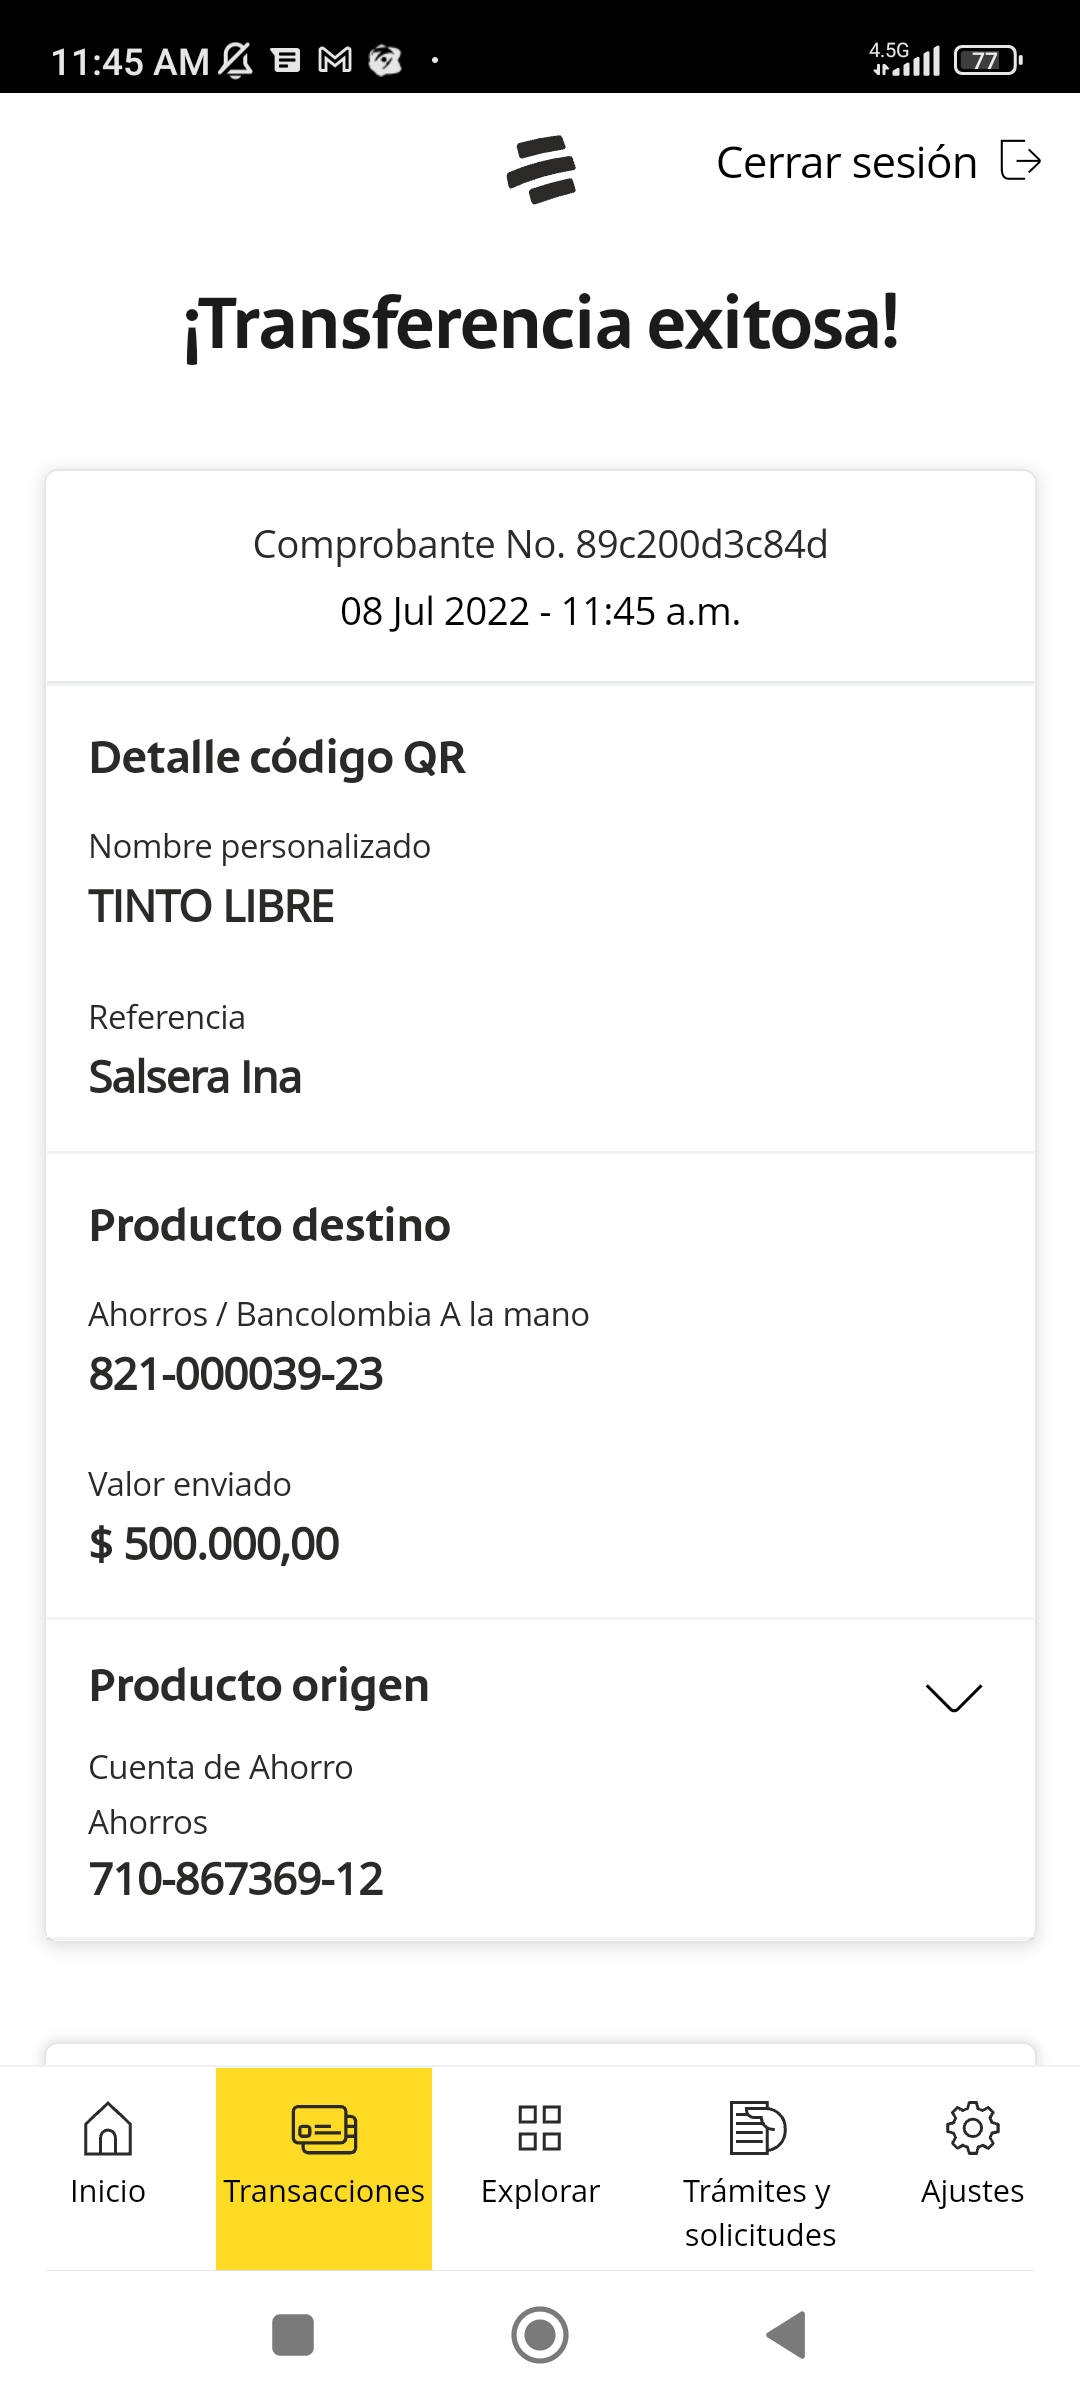 11:45 AM
4.5G
77
Cerrar sesión
¡Transferencia exitosa!
Comprobante No. 89c200d3c84d
08 Jul 2022 - 11:45 a.m.
Detalle código QR
Nombre personalizado
TINTO LIBRE
Referencia
Salsera Ina
Producto destino
Ahorros / Bancolombia A la mano
821-000039-23
Valor enviado
$ 500.000,00
Producto origen
Cuenta de Ahorro
Ahorros
710-867369-12
Inicio
Transacciones
Explorar
Trámites y
solicitudes
Ajustes